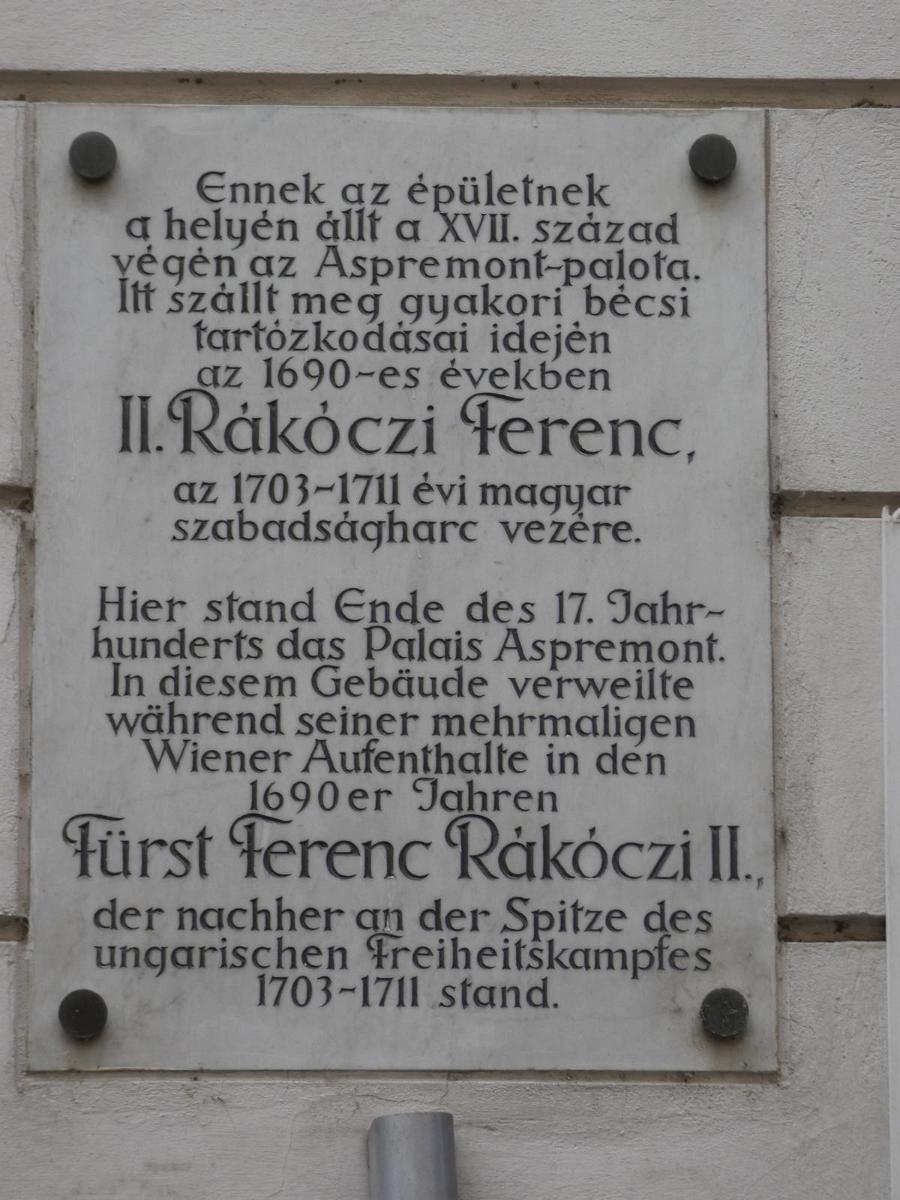 Ennek az épületnek
a helyén állt a XVII. század
végén az Aspremont-palota.
Itt szállt meg gyakori bécsi
tartózkodásai idején
az 1690-es években
II. Rákóczi Ferenc,
az 1703-1711 évi magyar
szabadságharc vezére.
Hier stand Ende des 17. Jahr-
hunderts das Palais Aspremont.
In diesem Gebäude verweilte
während seiner mehrmaligen
Wiener Aufenthalte in den
1690er Jahren
Fürst Ferenc Rákóczi II.,
der nachher an der Spitze des
ungarischen Freiheitskampfes
1703-1711 stand.